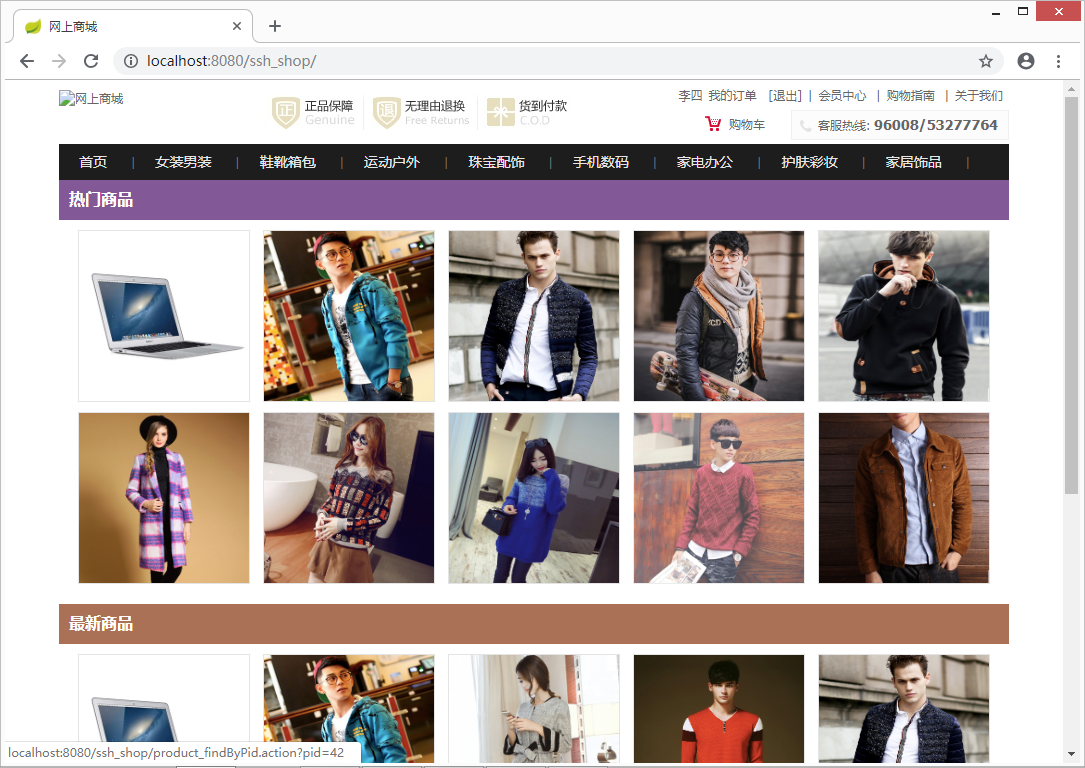 网上商城
localhost:8080/ssh_shop/
网上商城
正 正品保障 退 无理由退换 货到付款
Genuine Free Returns C.O.D
李四 我的订单 [退出] | 会员中心 | 购物指南 | 关于我们
购物车 客服热线: 96008/53277764
首页 | 女装男装 | 鞋靴箱包 | 运动户外 | 珠宝配饰 | 手机数码 | 家电办公 | 护肤彩妆 | 家居饰品 |
热门商品
最新商品
localhost:8080/ssh_shop/product_findByPid.action?pid=42